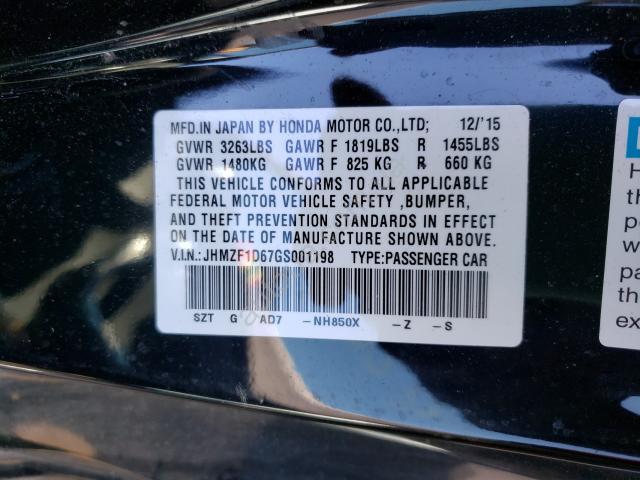 MFD.IN JAPAN BY HONDA MOTOR CO.,LTD; 12/'15
GVWR 3263LBS GAWR F 1819LBS R 1455LBS
GVWR 1480KG GAWR F 825 KG R 660 KG
THIS VEHICLE CONFORMS TO ALL APPLICABLE
FEDERAL MOTOR VEHICLE SAFETY ,BUMPER,
AND THEFT PREVENTION STANDARDS IN EFFECT
ON THE DATE OF MANUFACTURE SHOWN ABOVE.
V.I.N.: JHMZF1D67GS001198 TYPE:PASSENGER CAR
SZT G AD7 -NH850X -Z -S